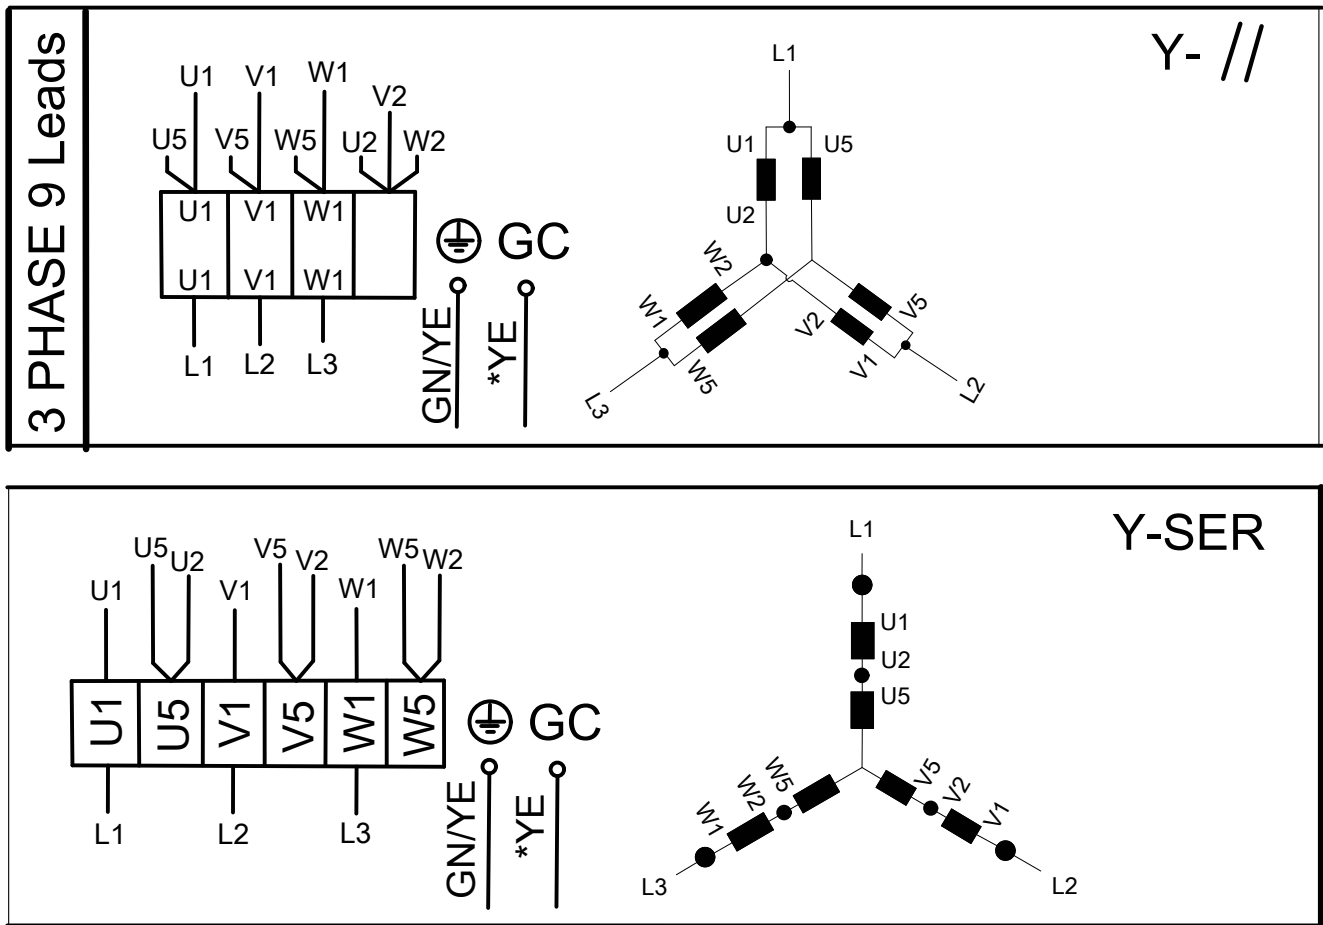 3 PHASE 9 Leads
Y- //
U1 V1 W1 V2
U5 V5 W5 U2 W2
U1 V1 W1
U1 V1 W1
L1 L2 L3
GC
GN/YE *YE
L1
U1 U5
U2
W2 V5
W1 V2
W5 V1
L3 L2
Y-SER
U5 U2 V5 V2 W5 W2
U1 V1 W1
U1 U5 V1 V5 W1 W5
L1 L2 L3
GC
GN/YE *YE
L1
U1
U2
U5
W5 V5
W2 V2
W1 V1
L3 L2